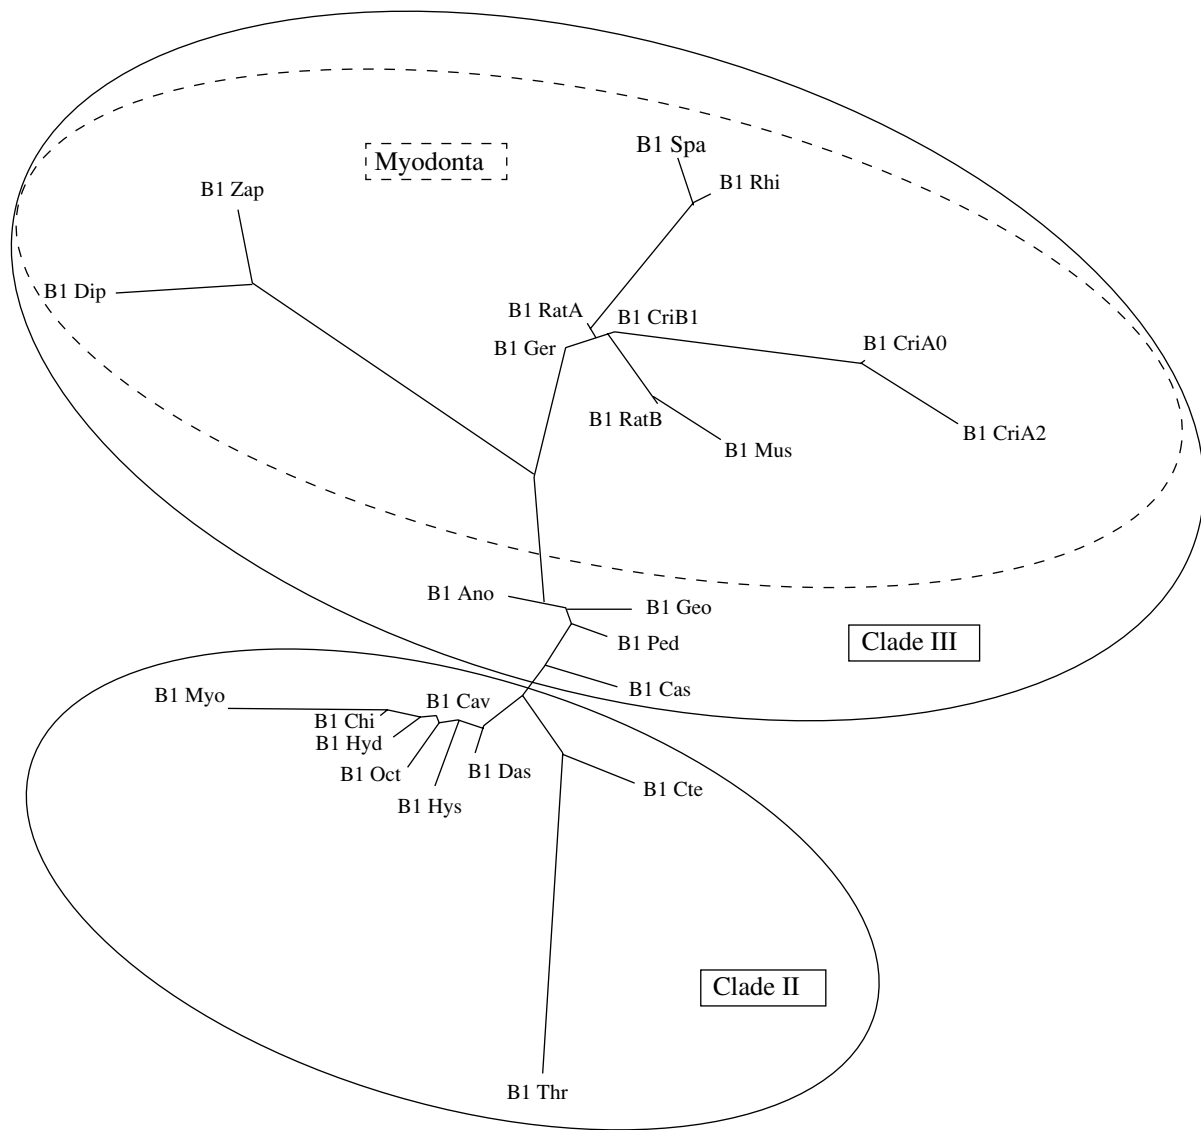 B1 Spa
Myodonta
B1 Rhi
B1 Zap
B1 Dip
B1 RatA
B1 CriB1
B1 Ger
B1 CriA0
B1 RatB
B1 CriA2
B1 Mus
B1 Ano
B1 Geo
B1 Ped
Clade III
B1 Cas
B1 Myo
B1 Cav
B1 Chi
B1 Hyd
B1 Oct
B1 Das
B1 Cte
B1 Hys
Clade II
B1 Thr